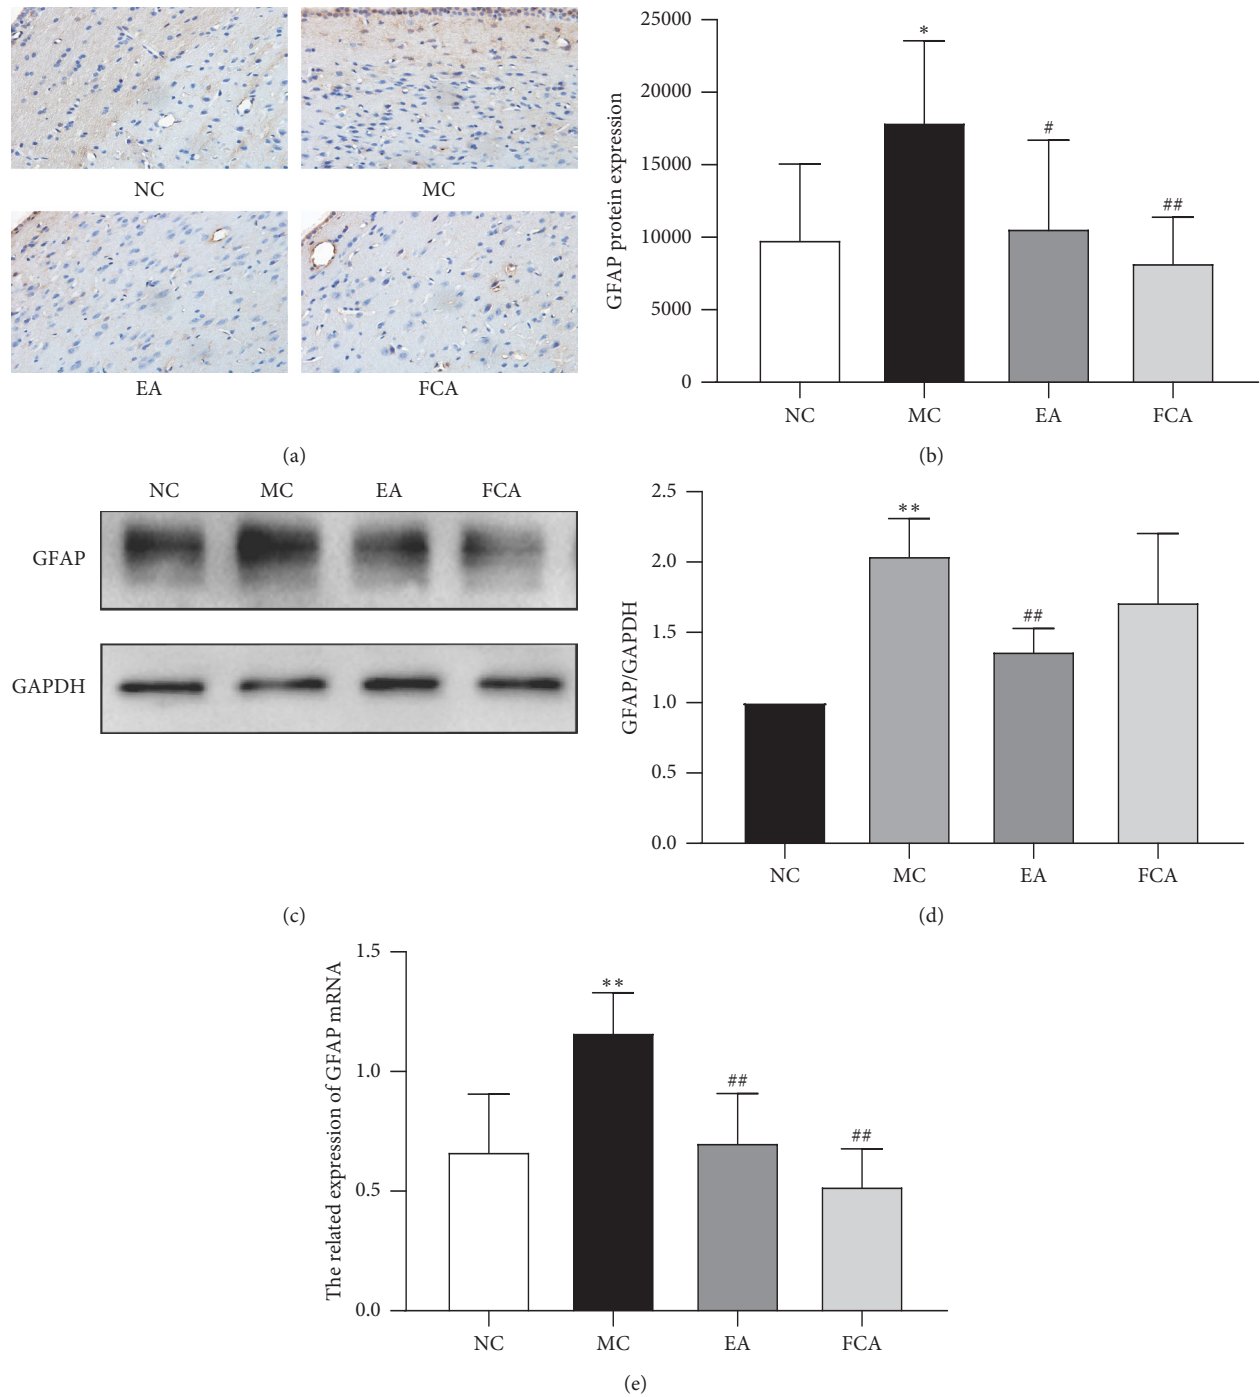 NC
MC
EA
FCA
(a)
GFAP protein expression
25000
20000
15000
10000
5000
0
*
#
##
NC
MC
EA
FCA
(b)
NC
MC
EA
FCA
GFAP
GAPDH
(c)
GFAP/GAPDH
2.5
2.0
1.5
1.0
0.5
0.0
**
##
NC
MC
EA
FCA
(d)
The related expression of GFAP mRNA
1.5
1.0
0.5
0.0
**
##
##
NC
MC
EA
FCA
(e)